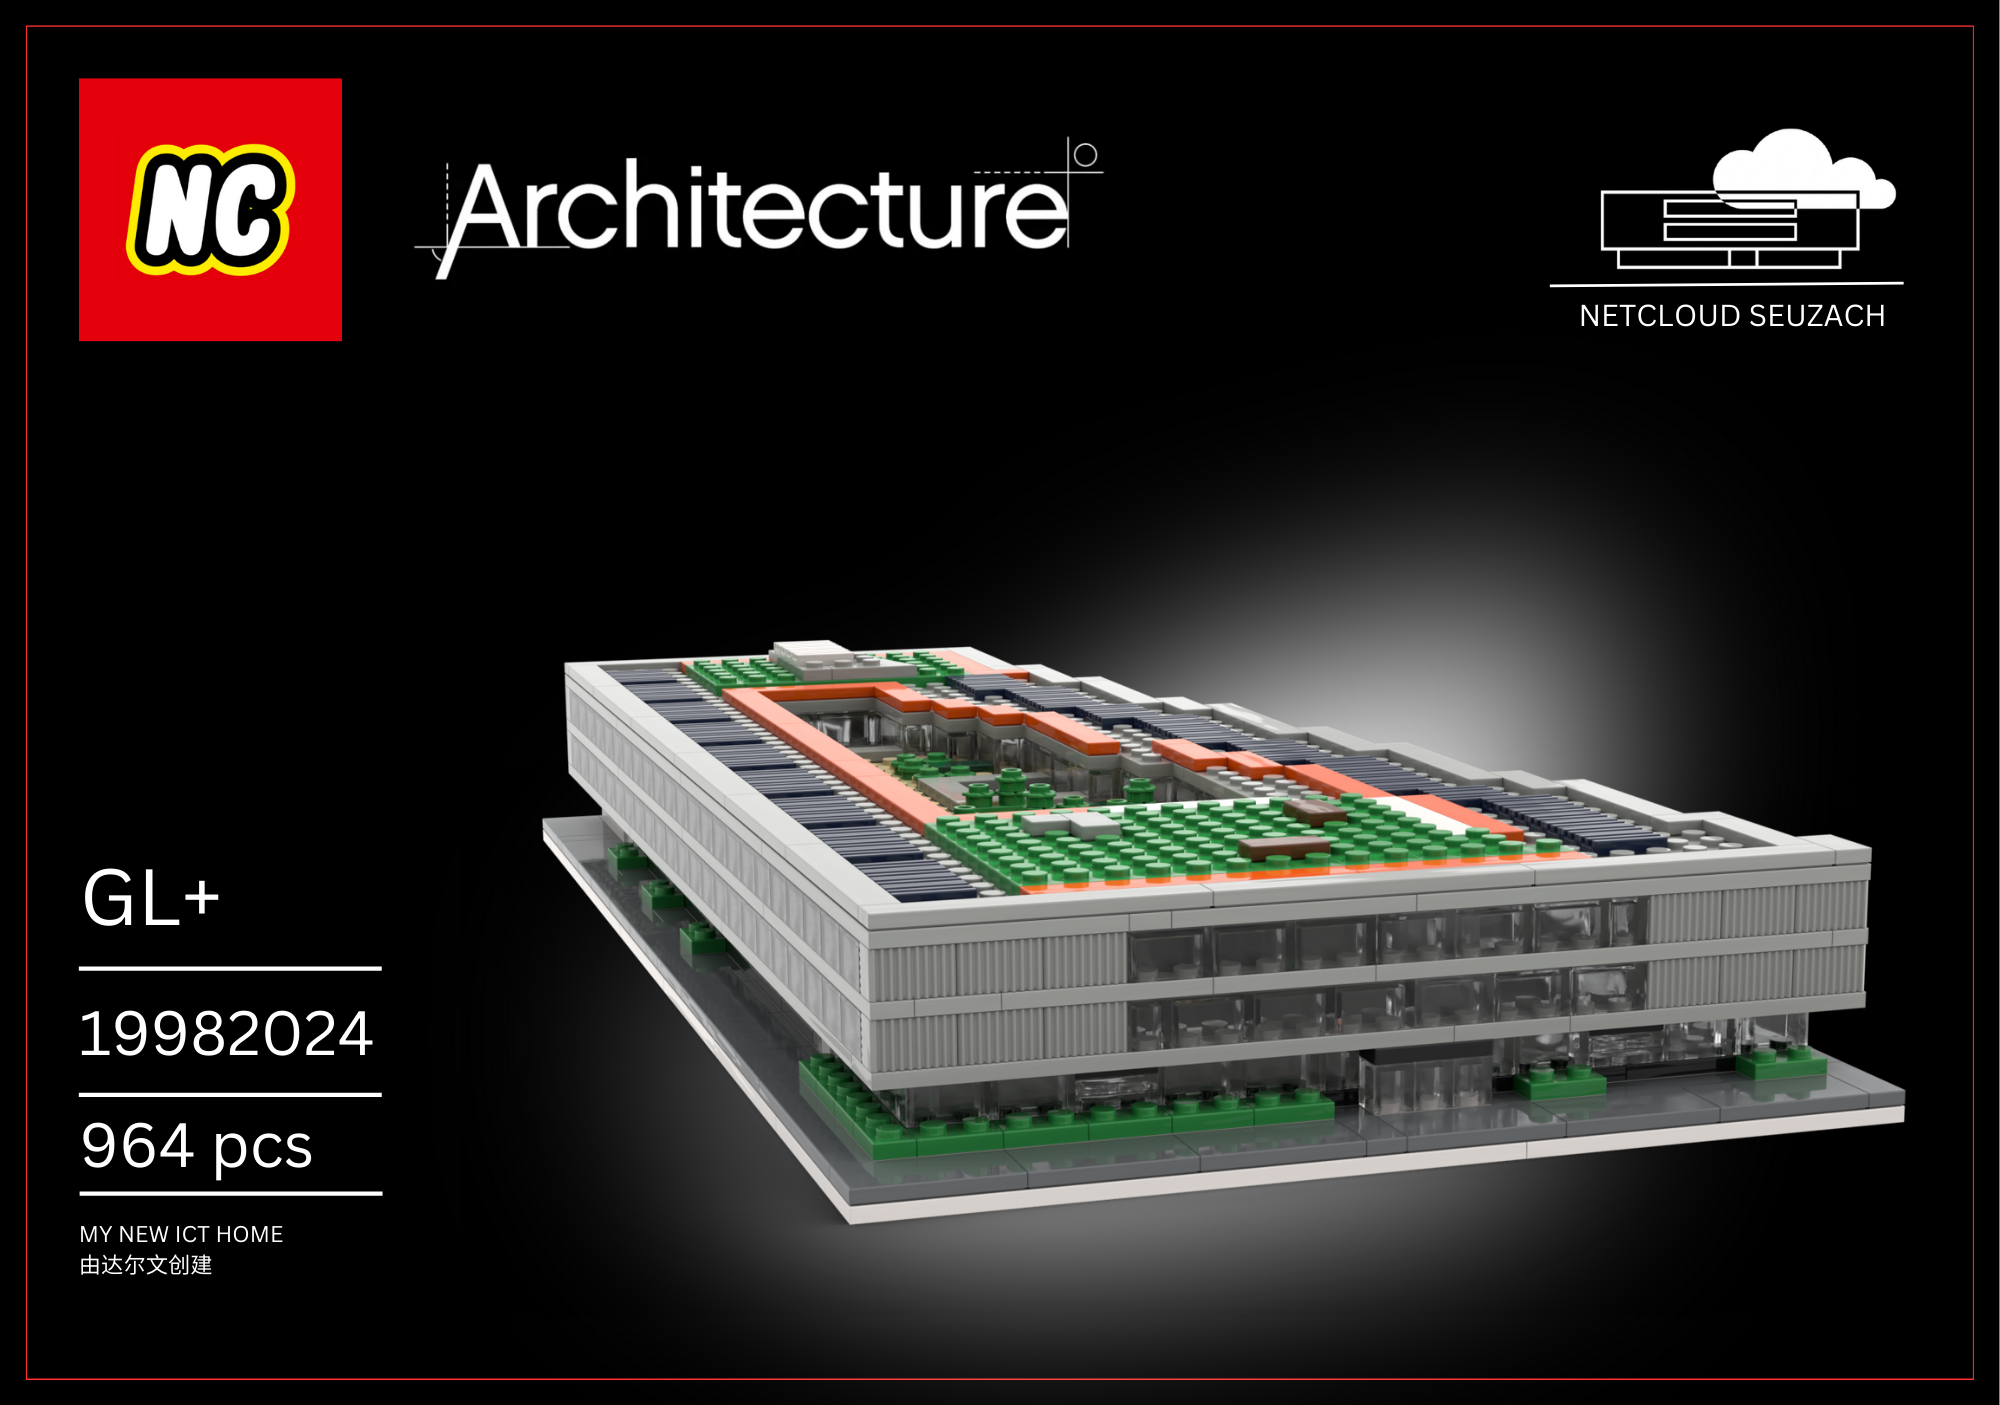 NC
Architecture
NETCLOUD SEUZACH
GL+
19982024
964 pcs
MY NEW ICT HOME
由达尔文创建